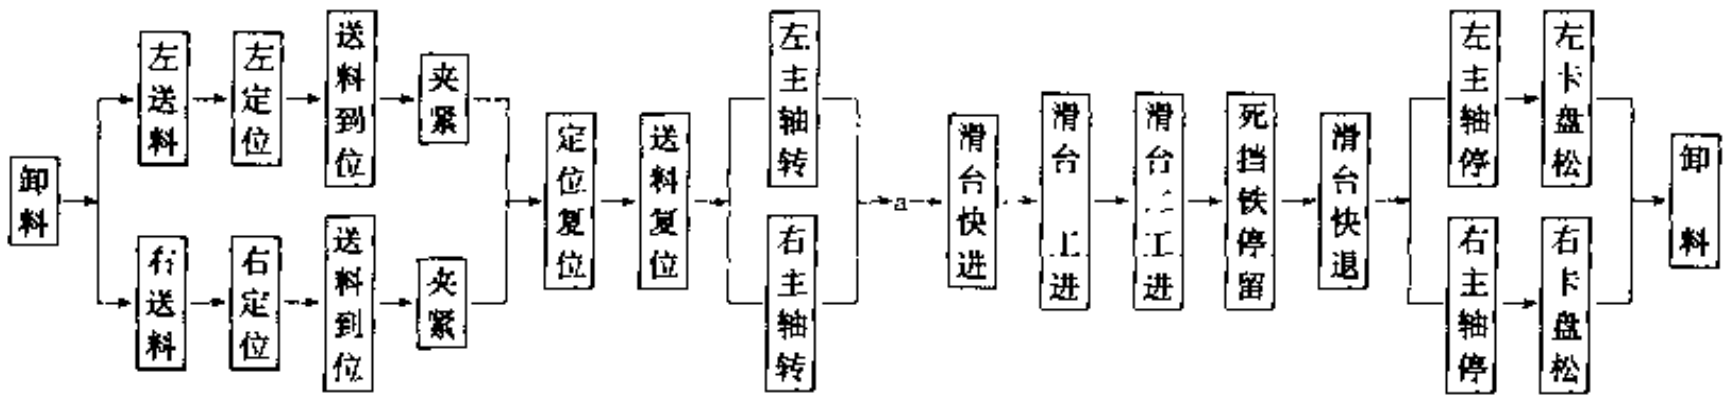 卸料
左送料
左定位
送料到位
夹紧
右送料
右定位
送料到位
夹紧
定位复位
送料复位
左主轴转
右主轴转
a
滑台快进
滑台 工进
滑台二工进
死挡铁停留
滑台快退
左主轴停
左卡盘松
右主轴停
右卡盘松
卸料